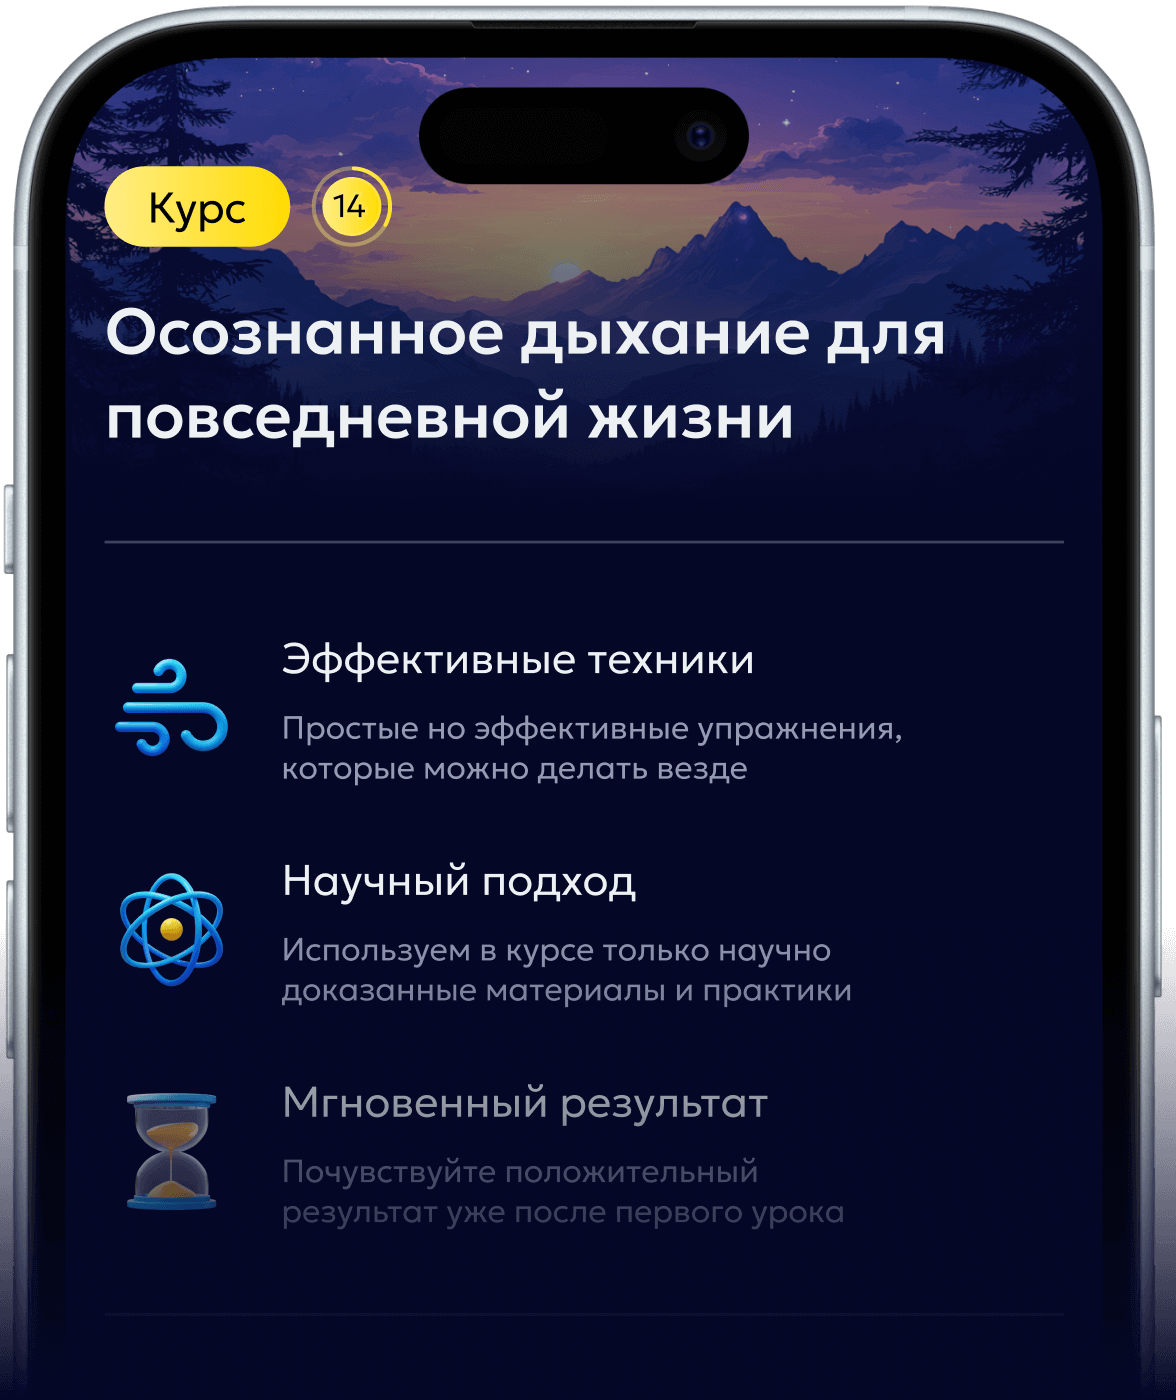 Курс
14
Осознанное дыхание для
повседневной жизни
Эффективные техники
Простые но эффективные упражнения,
которые можно делать везде
Научный подход
Используем в курсе только научно
доказанные материалы и практики
Мгновенный результат
Почувствуйте положительный
результат уже после первого урока